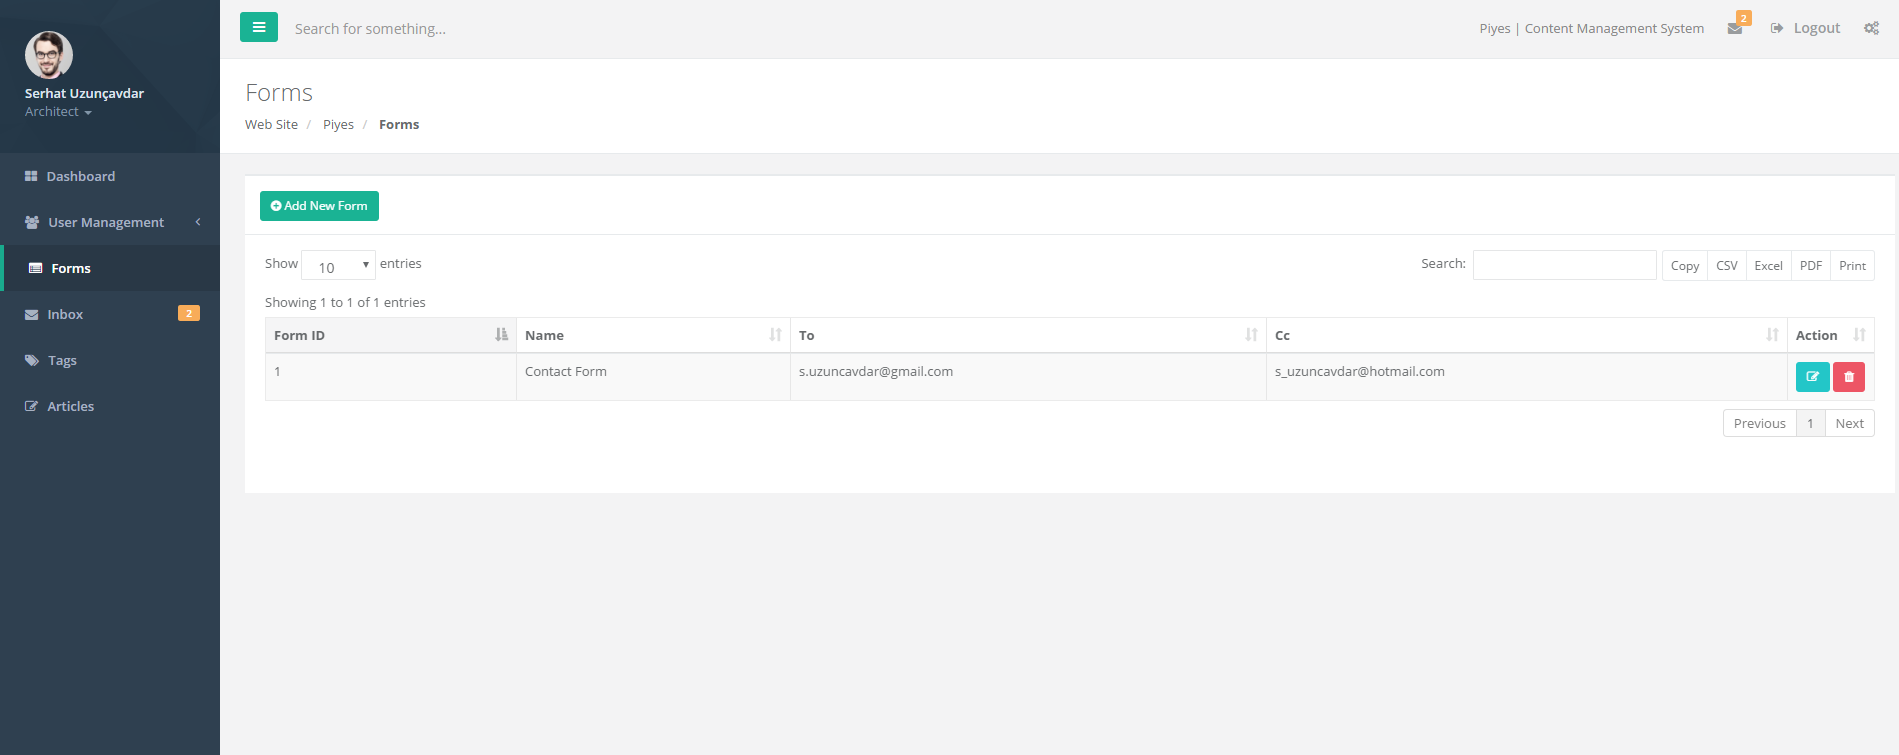 Serhat Uzunçavdar
Architect
Dashboard
User Management
Forms
Inbox 2
Tags
Articles
Search for something...
Piyes | Content Management System 2 Logout
Forms
Web Site / Piyes / Forms
Add New Form
Show 10 entries
Search: Copy CSV Excel PDF Print
Showing 1 to 1 of 1 entries
Form ID Name To Cc Action
1 Contact Form s.uzuncavdar@gmail.com s_uzuncavdar@hotmail.com
Previous 1 Next